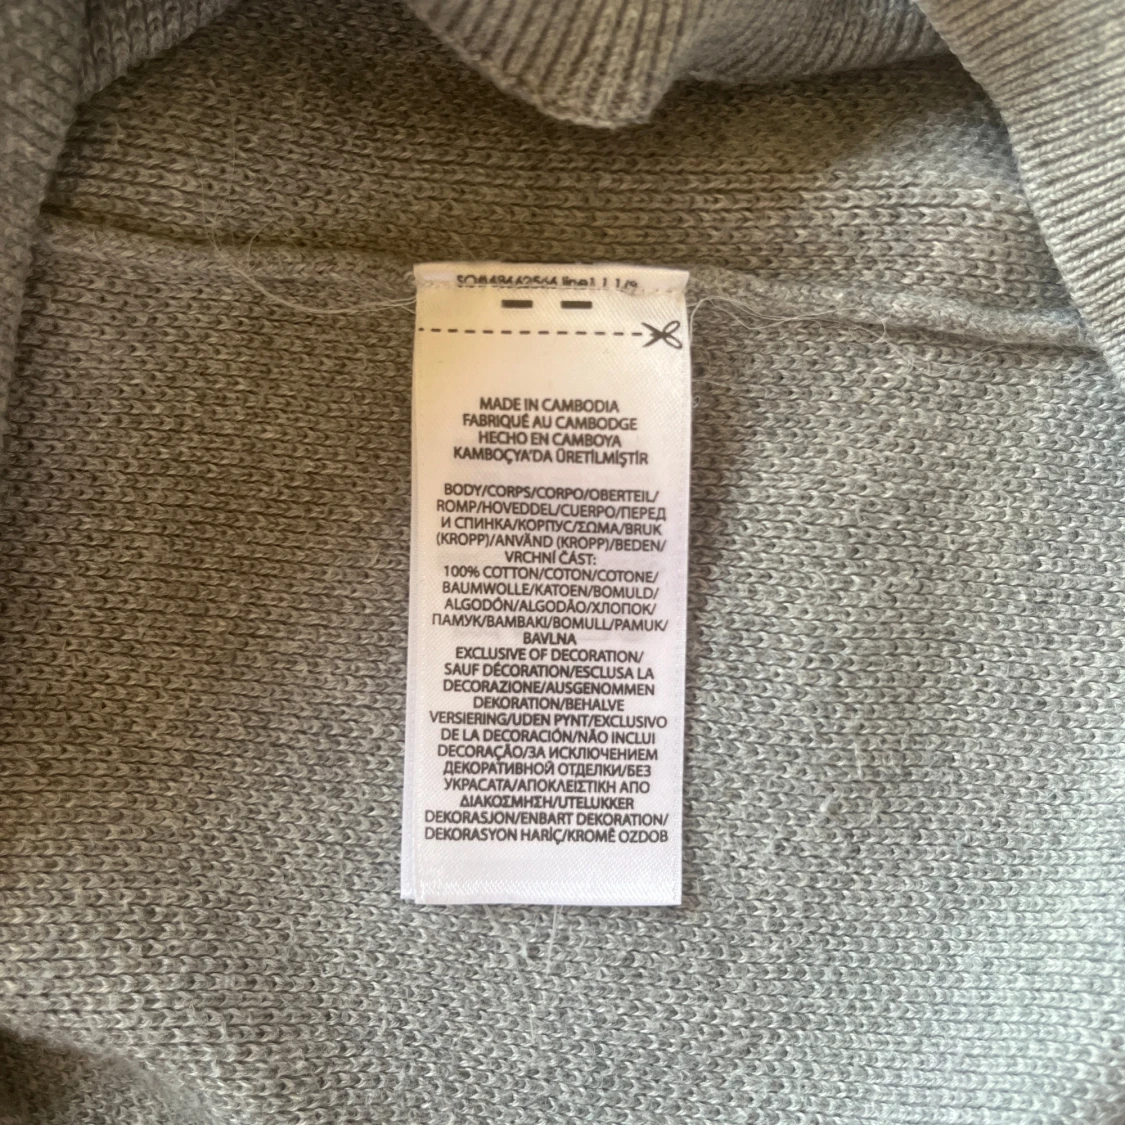 MADE IN CAMBODIA
FABRIQUÉ AU CAMBODGE
HECHO EN CAMBOYA
KAMBOÇYA'DA ÜRETİLMİŞTİR
BODY/CORPS/CORPO/OBERTEIL/
ROMP/HOVEDDEL/CUERPO/ПЕРЕД
И СПИНКА/КОРПУС/ΣΩΜΑ/BRUK
(KROPP)/ANVÄND (KROPP)/BEDEN/
VRCHNÍ ČÁST:
100% COTTON/COTON/COTONE/
BAUMWOLLE/KATOEN/BOMULD/
ALGODÓN/ALGODÃO/ХЛОПОК/
ПАМУК/BAMBAKI/BOMULL/PAMUK/
BAVLNA
EXCLUSIVE OF DECORATION/
SAUF DÉCORATION/ESCLUSA LA
DECORAZIONE/AUSGENOMMEN
DEKORATION/BEHALVE
VERSIERING/UDEN PYNT/EXCLUSIVO
DE LA DECORACIÓN/NÃO INCLUI
DECORAÇÃO/ЗА ИСКЛЮЧЕНИЕМ
ДЕКОРАТИВНОЙ ОТДЕЛКИ/БЕЗ
УКРАСАТА/ΑΠΟΚΛΕΙΣΤΙΚΗ ΑΠΟ
ΔΙΑΚΟΣΜΗΣΗ/UTELUKKER
DEKORASJON/ENBART DEKORATION/
DEKORASYON HARİÇ/KROMĚ OZDOB